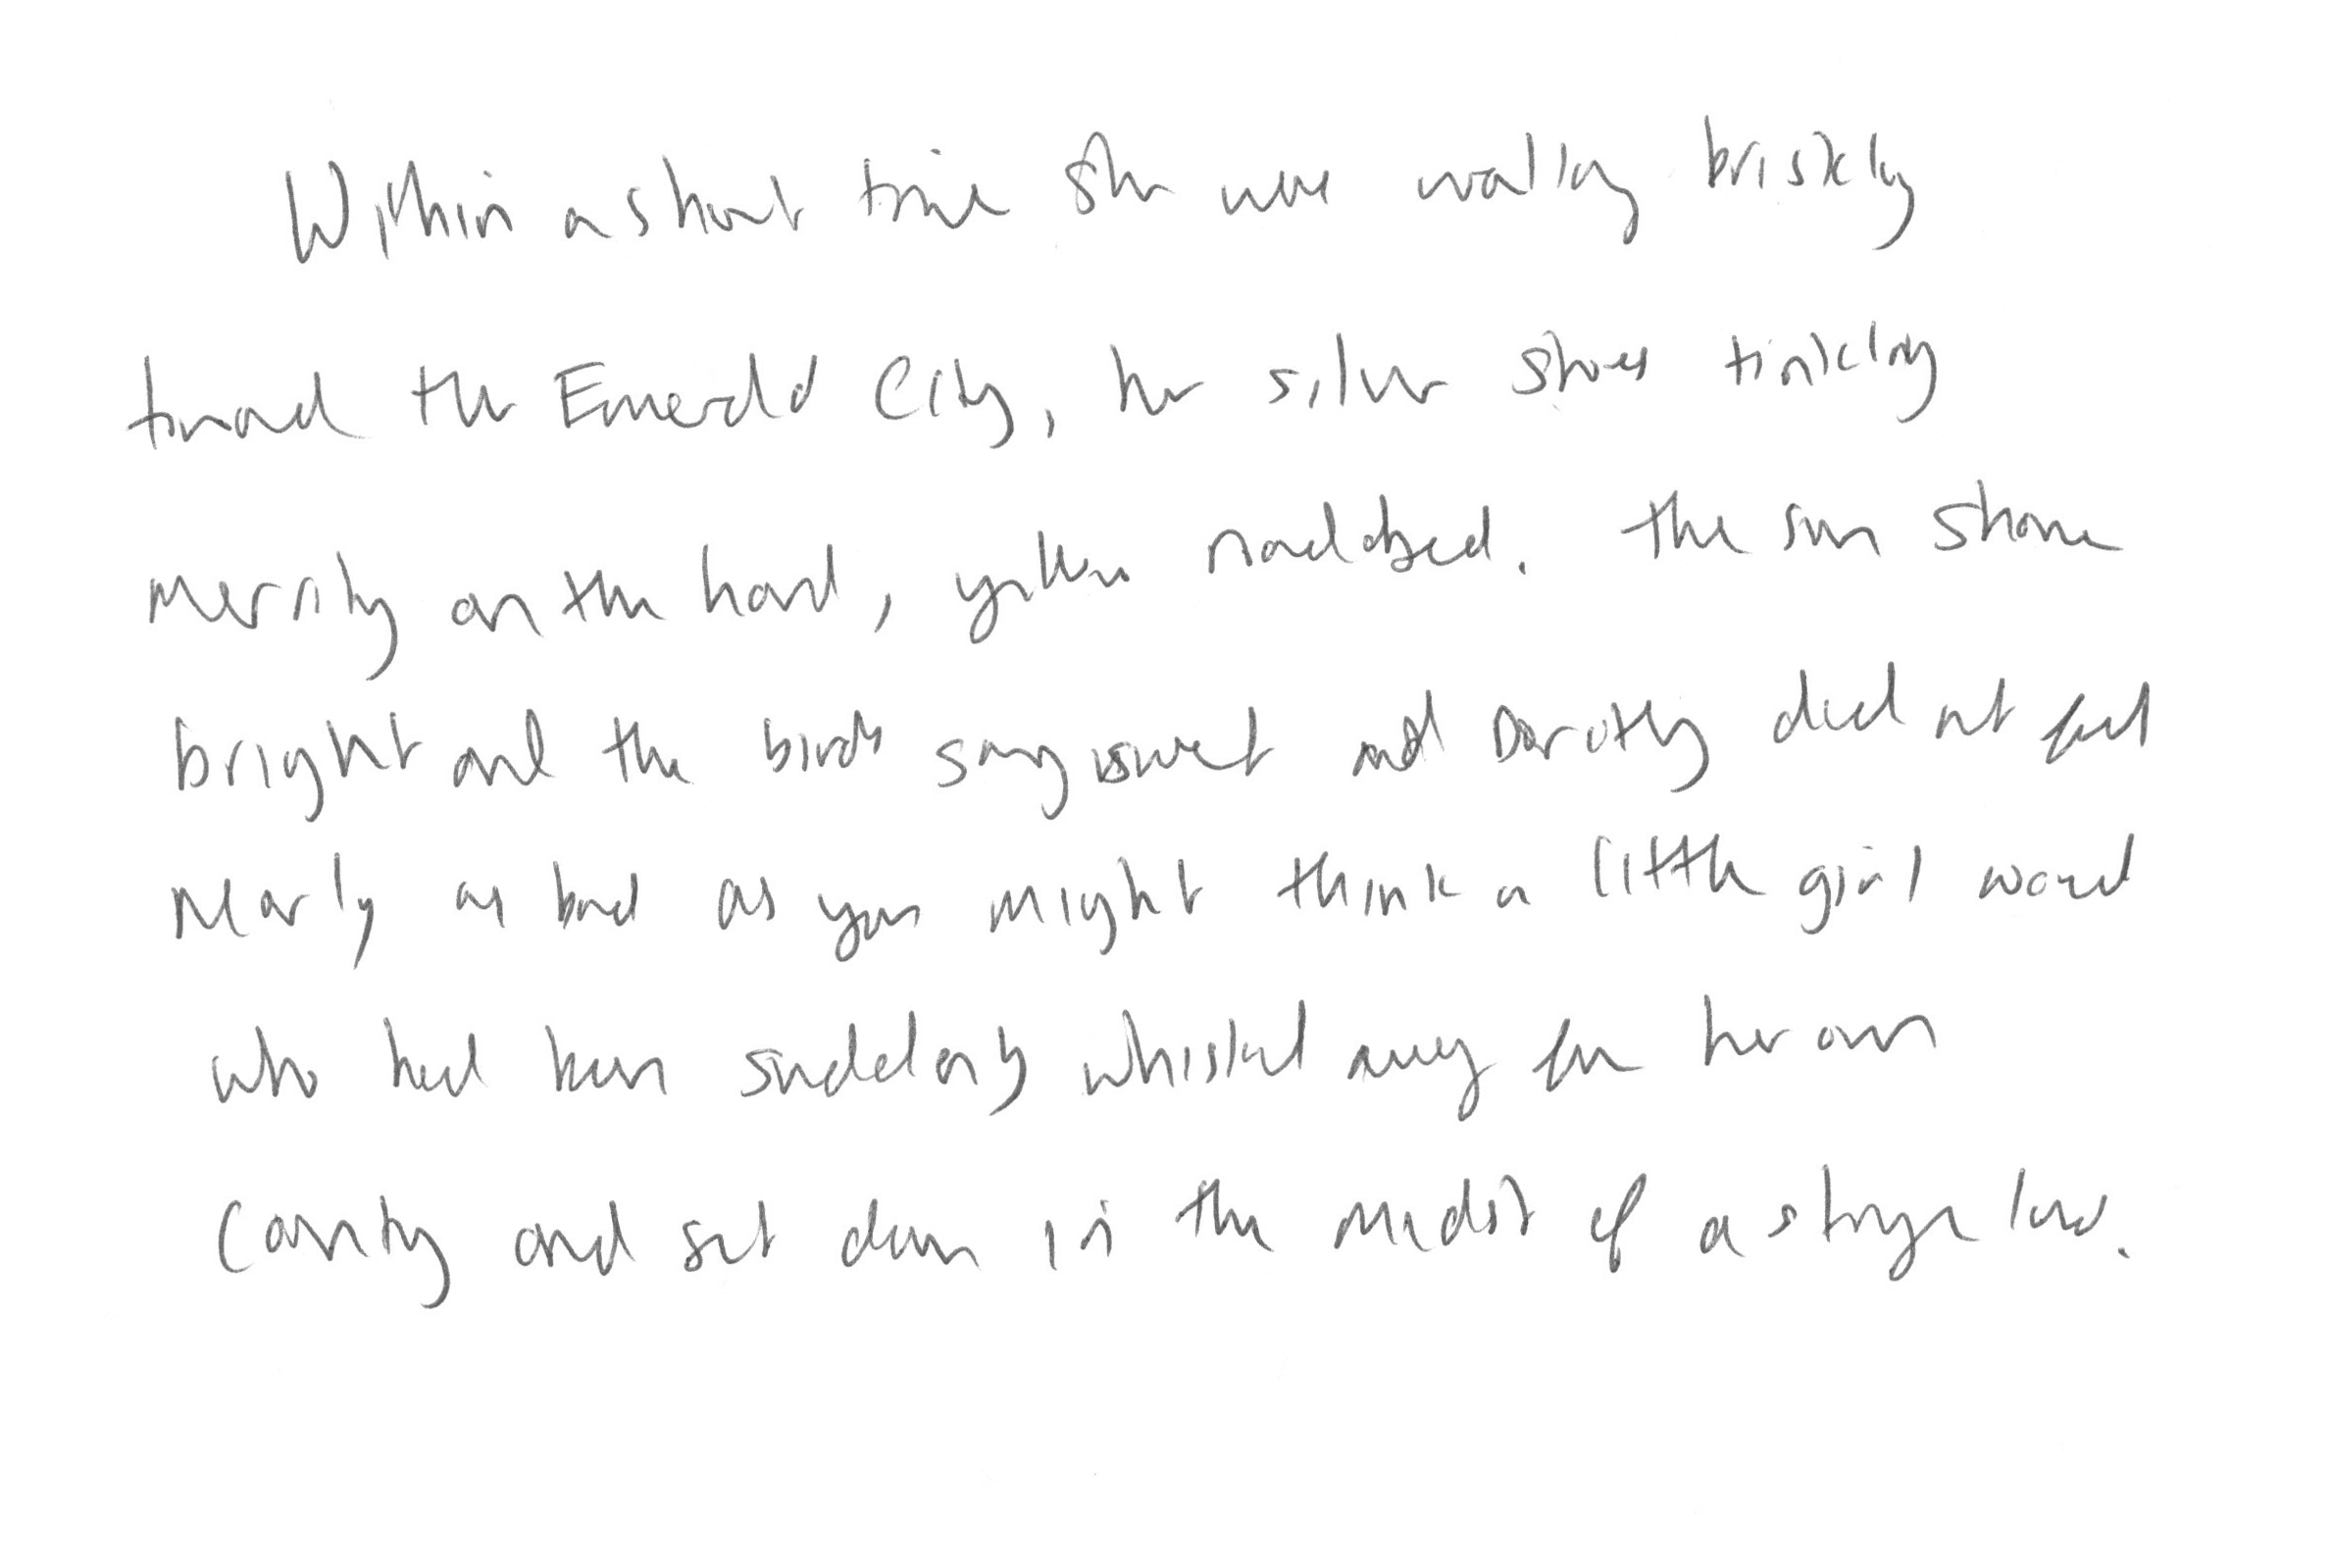 Within a short time she was walking briskly
toward the Emerald City, her silver shoes tinkling
merrily on the hard, yellow roadbed. The sun shone
bright and the birds sang sweet and Dorothy did not feel
nearly as bad as you might think a little girl would
who had been suddenly whisked away from her own
country and set down in the midst of a strange land.